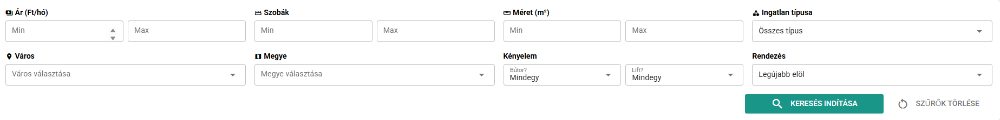 Ár (Ft/hó) Szobák Méret (m²) Ingatlan típusa
Min Max Min Max Min Max Összes típus
Város Megye Kényelem Rendezés
Város választása Megye választása Bútor? Mindegy Lift? Mindegy Legújabb elöl
KERESÉS INDÍTÁSA SZŰRŐK TÖRLÉSE